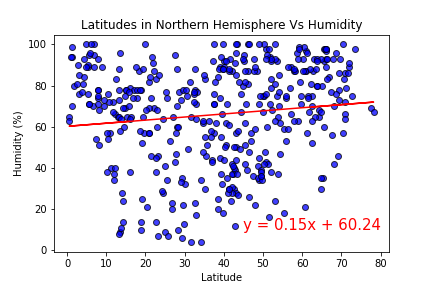 Latitudes in Northern Hemisphere Vs Humidity
100
80
60
40
20
0
Humidity (%)
y = 0.15x + 60.24
0 10 20 30 40 50 60 70 80
Latitude